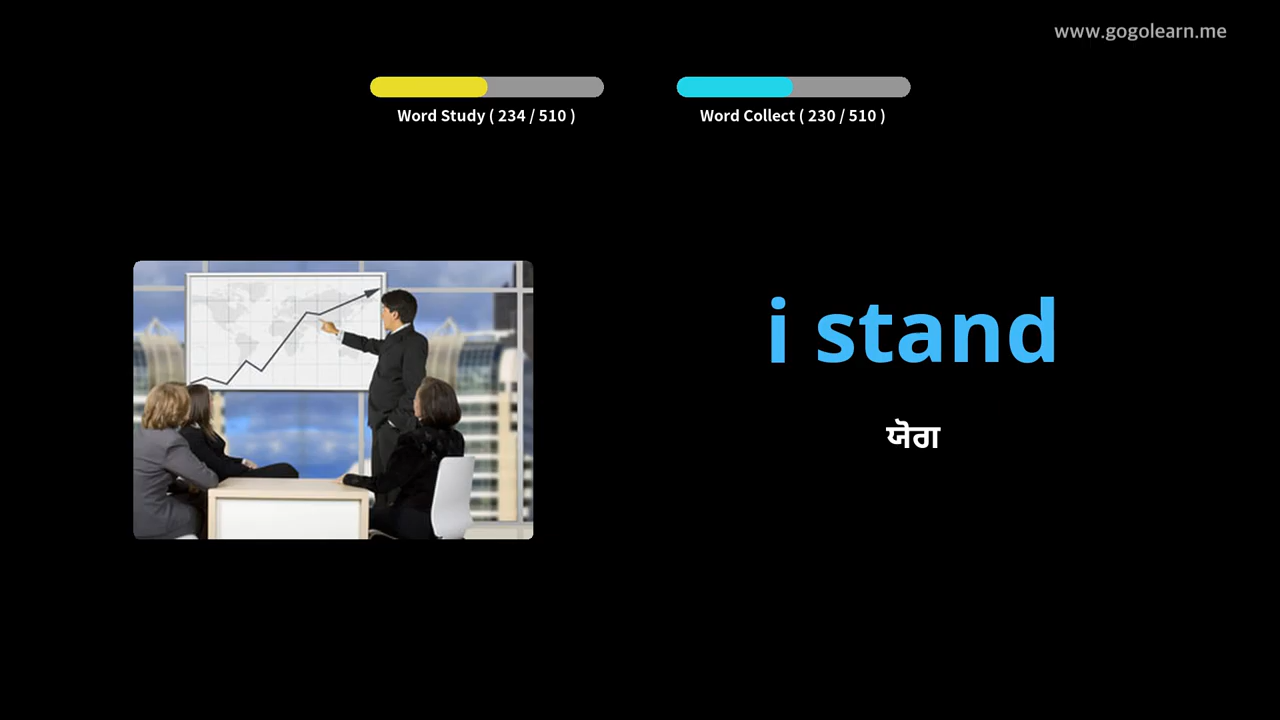 www.gogolearn.me
Word Study ( 234 / 510 )
Word Collect ( 230 / 510 )
i stand
ਯੋਗ